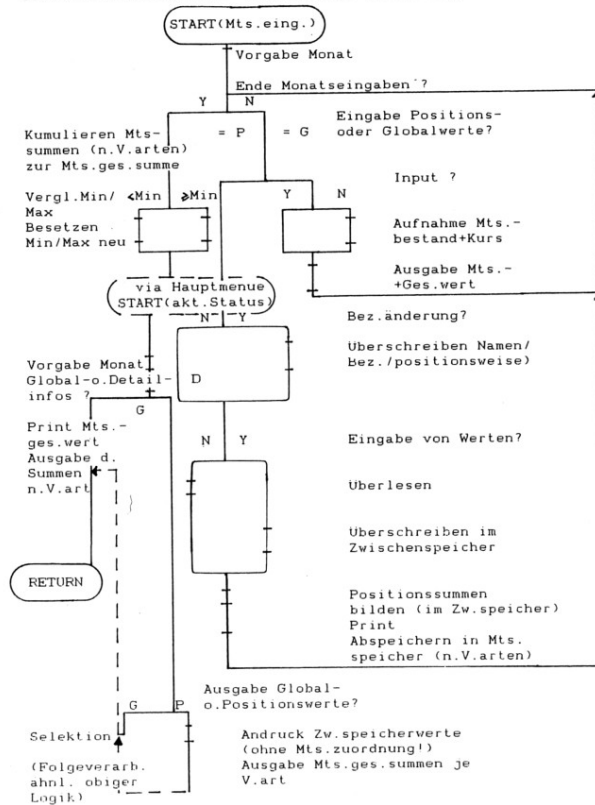 START(Mts.eing.)
Vorgabe Monat
Ende Monatseingaben ?
Y N
Eingabe Positions-
oder Globalwerte?
= P = G
Kumulieren Mts-
summen (n.V.arten)
zur Mts.ges.summe
Input ?
Y N
Vergl.Min/ <Min ≥Min
Max
Besetzen
Min/Max neu
Aufnahme Mts.-
bestand+Kurs
Ausgabe Mts.-
+Ges.wert
via Hauptmenue
START(akt.Status)
N Y
Bez.änderung?
Überschreiben Namen/
Bez./positionsweise)
D
Vorgabe Monat
Global-o.Detail-
infos ?
G
Print Mts.-
ges.wert
Ausgabe d.
Summen
n.V.art
N Y
Eingabe von Werten?
Überlesen
Überschreiben im
Zwischenspeicher
RETURN
Positionssummen
bilden (im Zw.speicher)
Print
Abspeichern in Mts.
speicher (n.V.arten)
Ausgabe Global-
o.Positionswerte?
G P
Selektion
(Folgeverarb.
ähnl. obiger
Logik)
Andruck Zw.speicherwerte
(ohne Mts.zuordnung!)
Ausgabe Mts.ges.summen je
V.art